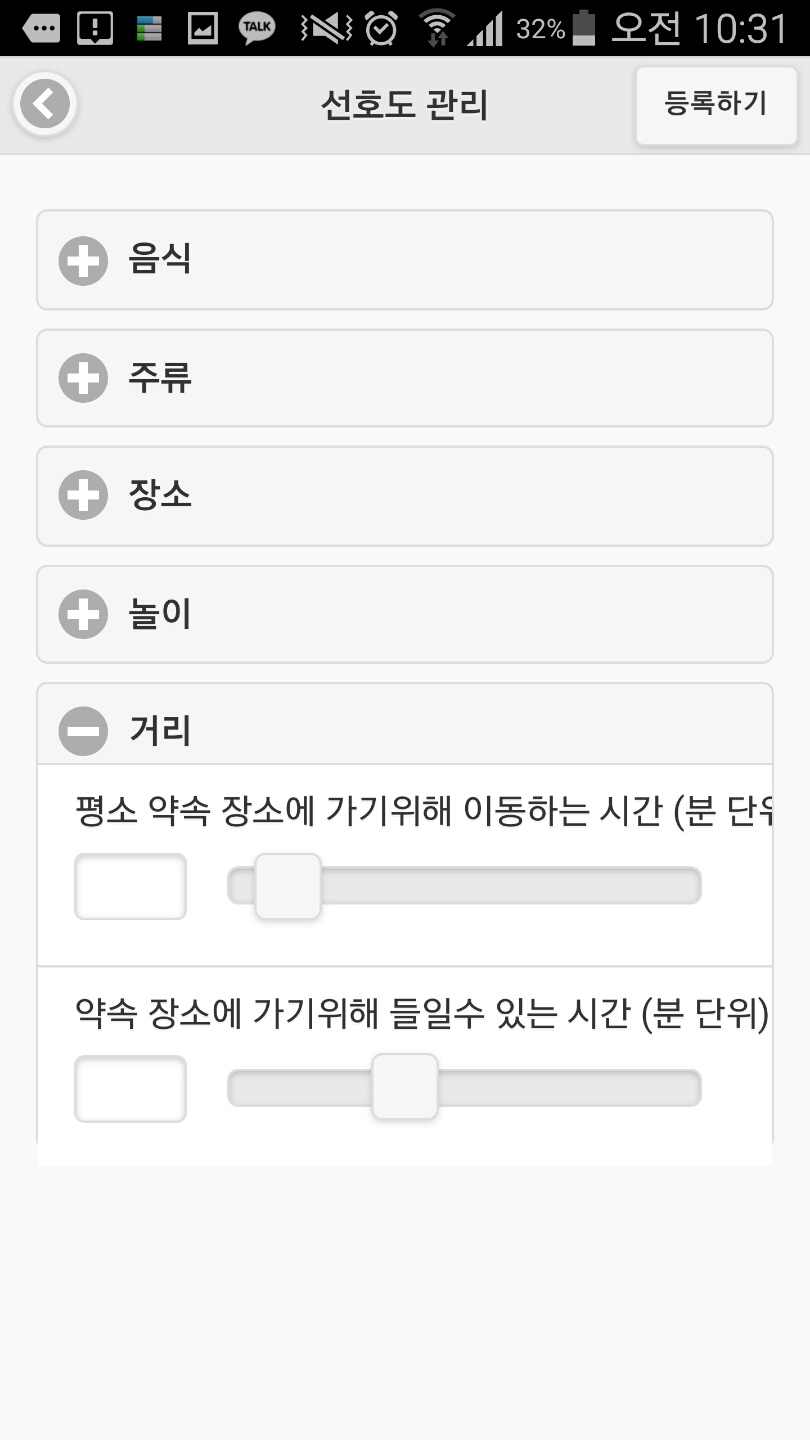 TALK 32% 오전 10:31
선호도 관리
등록하기
음식
주류
장소
놀이
거리
평소 약속 장소에 가기위해 이동하는 시간 (분 단위
약속 장소에 가기위해 들일수 있는 시간 (분 단위)